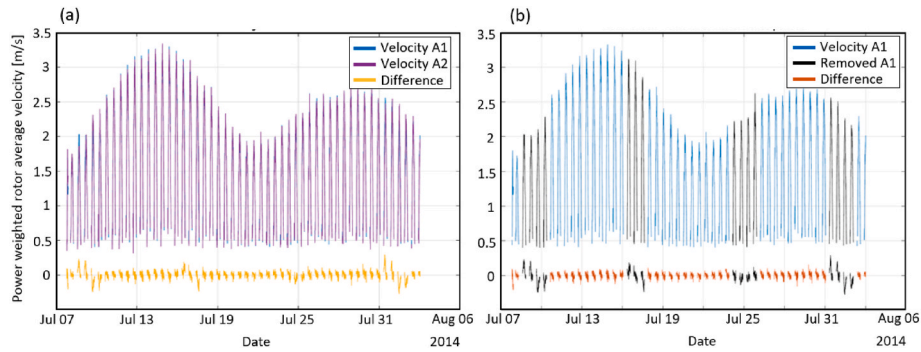 (a)
Power weighted rotor average velocity [m/s]
3.5
3
2.5
2
1.5
1
0.5
0
Velocity A1
Velocity A2
Difference
Jul 07
Jul 13
Jul 19
Jul 25
Jul 31
Aug 06
Date
2014
(b)
3.5
3
2.5
2
1.5
1
0.5
0
Velocity A1
Removed A1
Difference
Jul 07
Jul 13
Jul 19
Jul 25
Jul 31
Aug 06
Date
2014